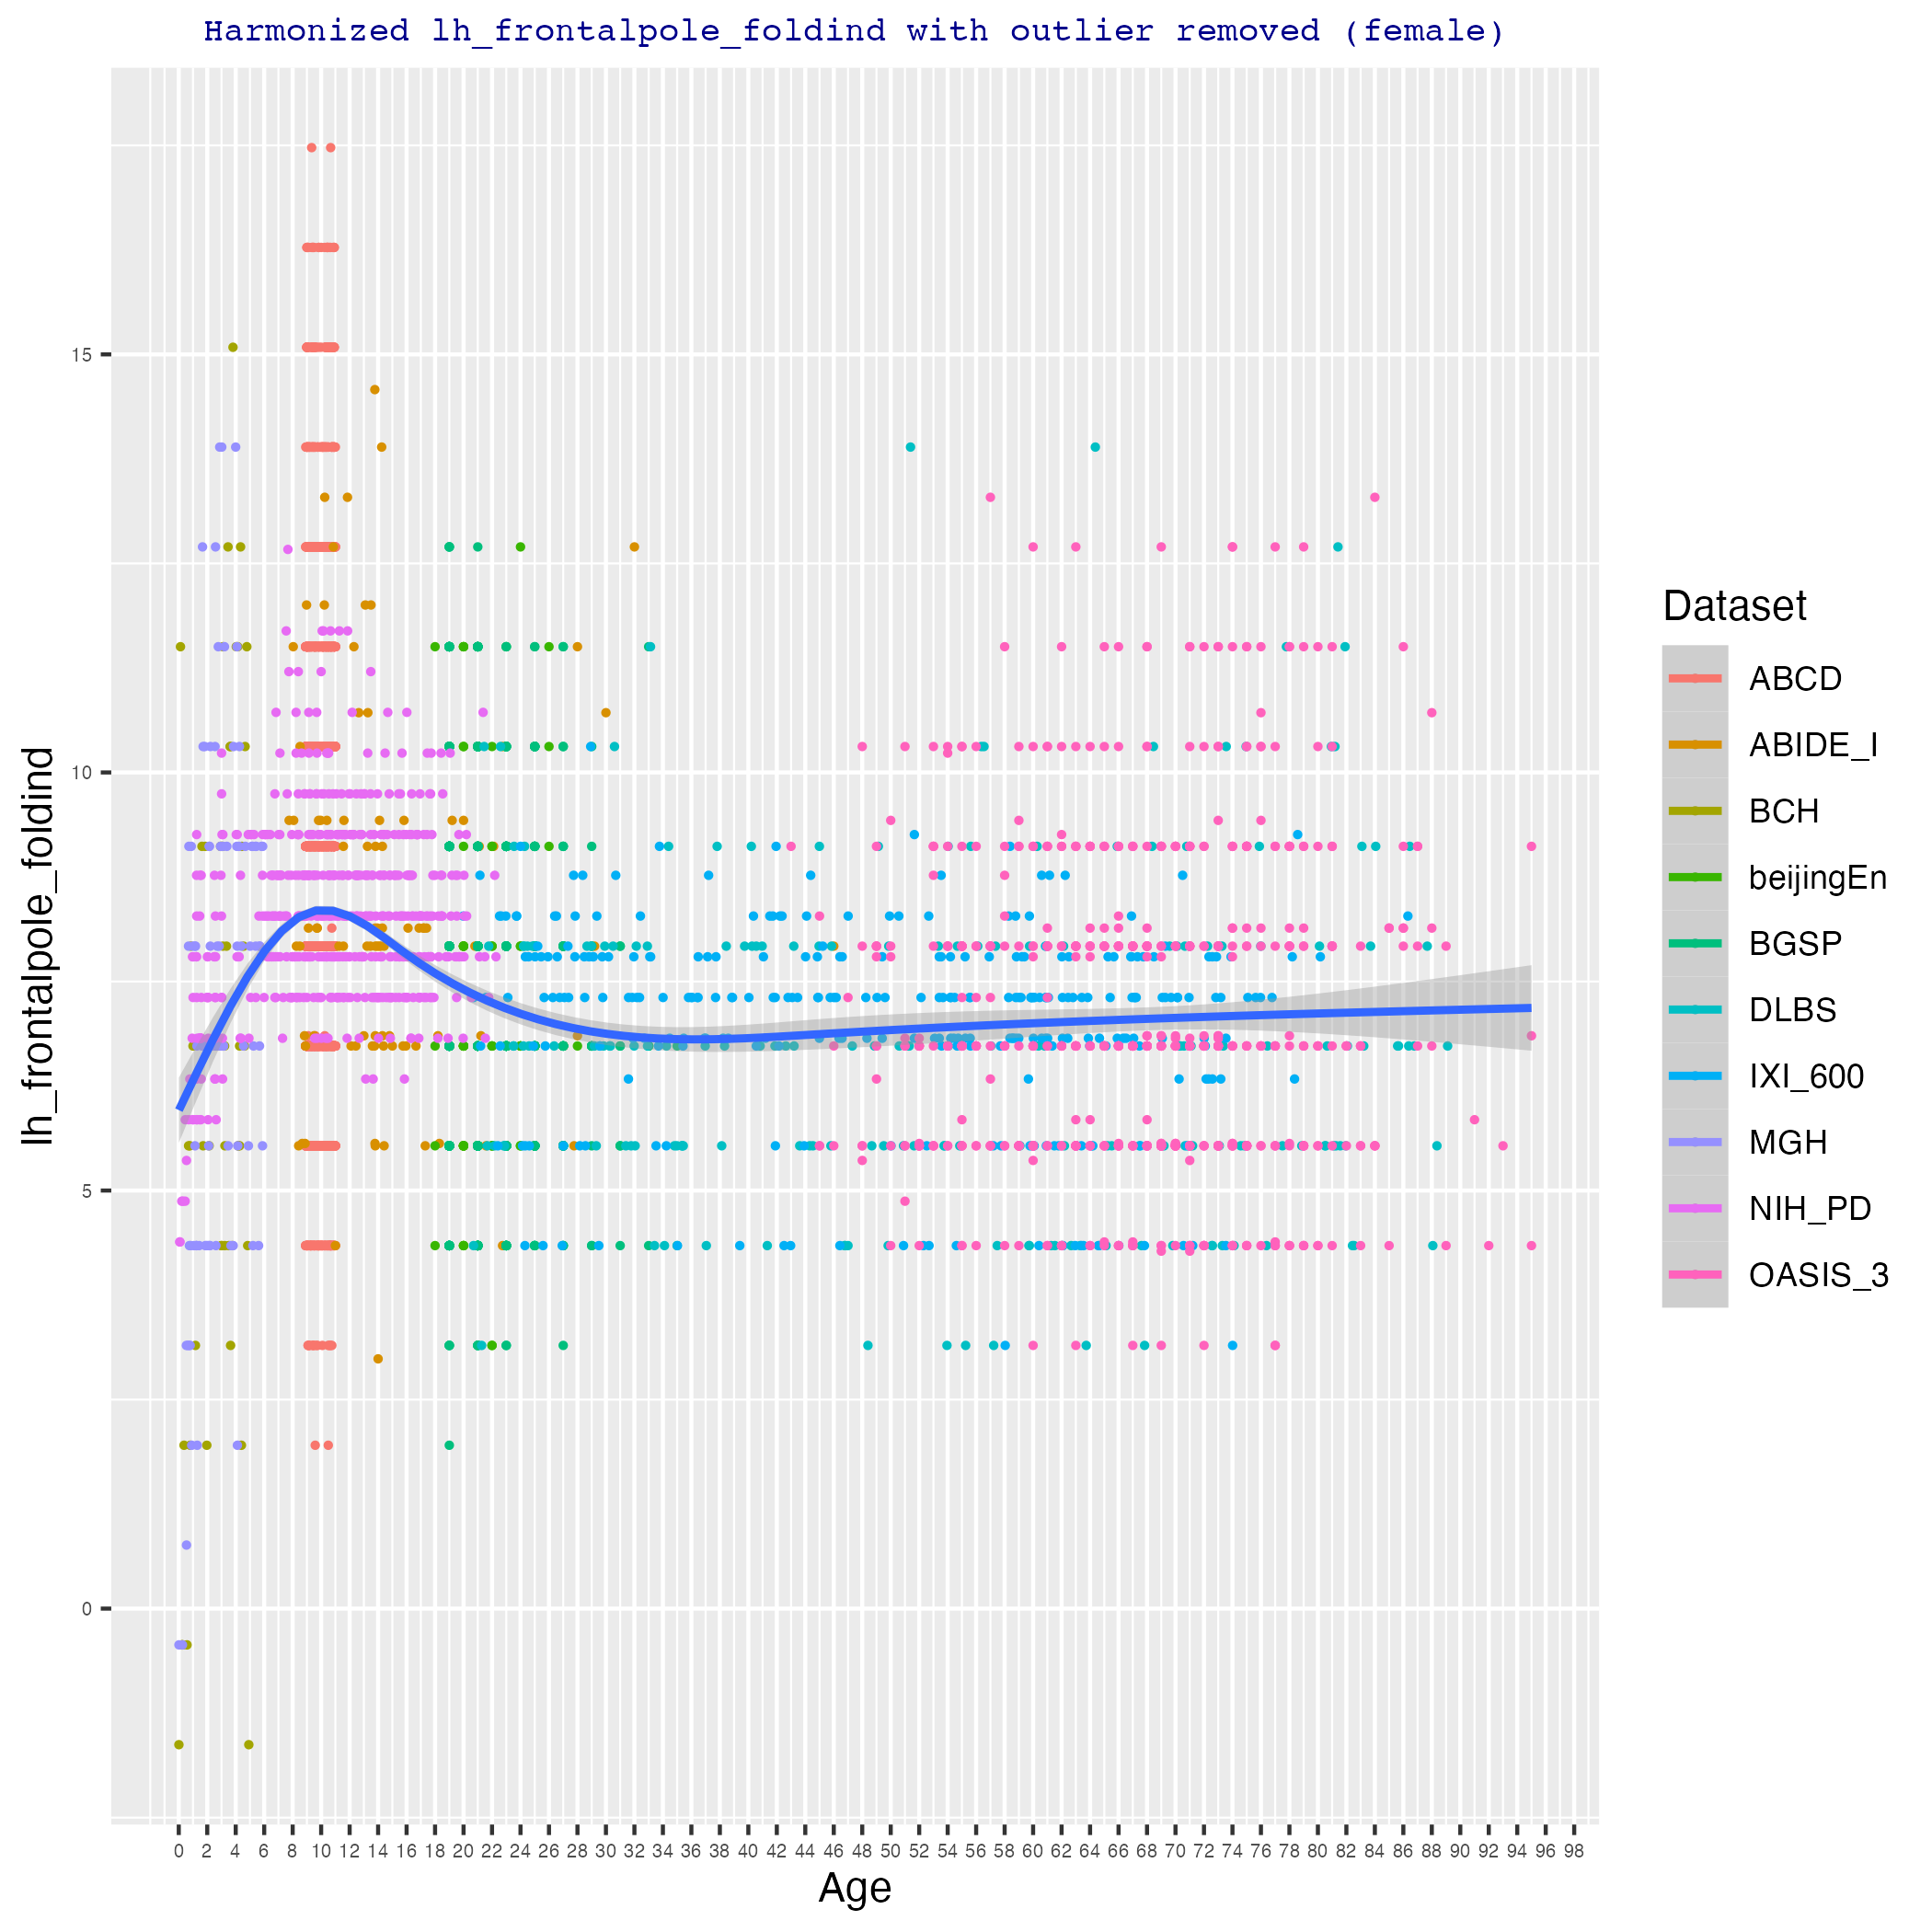 Harmonized lh_frontalpole_foldind with outlier removed (female)
lh_frontalpole_foldind
15
10
5
0
0 2 4 6 8 10 12 14 16 18 20 22 24 26 28 30 32 34 36 38 40 42 44 46 48 50 52 54 56 58 60 62 64 66 68 70 72 74 76 78 80 82 84 86 88 90 92 94 96 98
Age
Dataset
ABCD
ABIDE_I
BCH
beijingEn
BGSP
DLBS
IXI_600
MGH
NIH_PD
OASIS_3